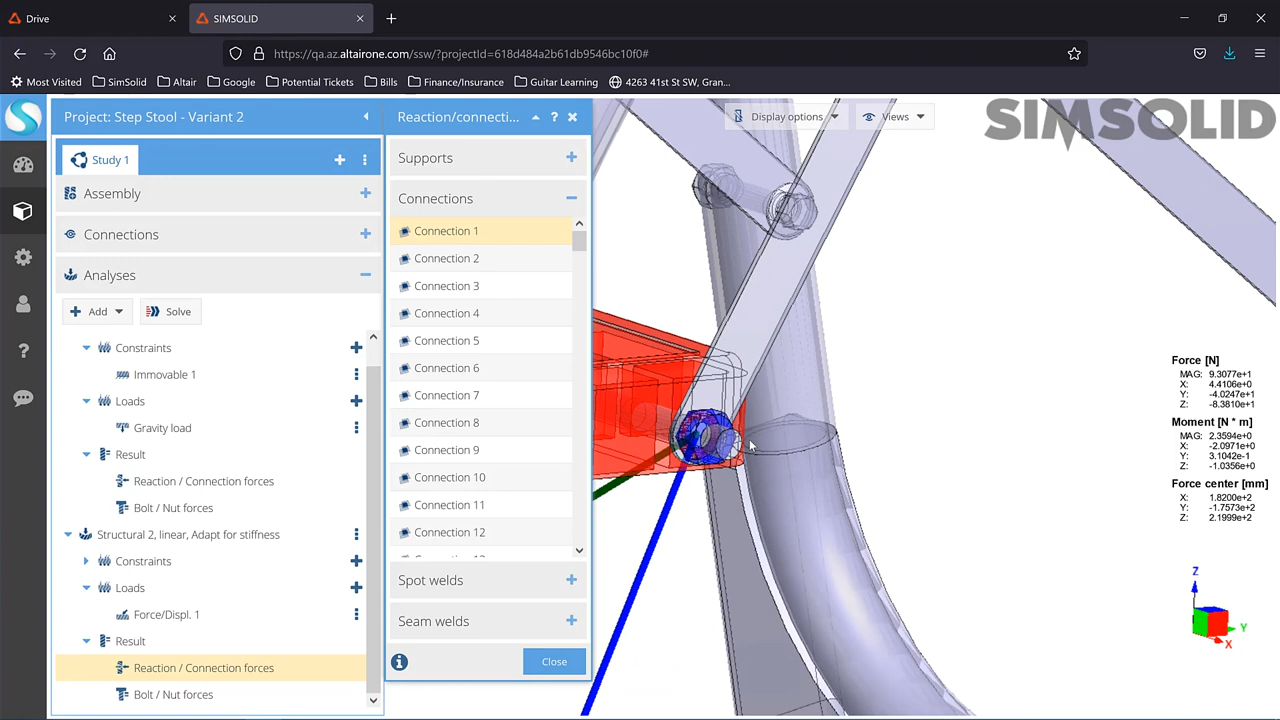 Drive
SIMSOLID
https://qa.az.altairone.com/ssw/?projectId=618d484a2b61db9546bc10f0#
Most Visited
SimSolid
Altair
Google
Potential Tickets
Bills
Finance/Insurance
Guitar Learning
4263 41st St SW, Gran...
Project: Step Stool - Variant 2
Study 1
Assembly
Connections
Analyses
Add
Solve
Constraints
Immovable 1
Loads
Gravity load
Result
Reaction / Connection forces
Bolt / Nut forces
Structural 2, linear, Adapt for stiffness
Constraints
Loads
Force/Displ. 1
Result
Reaction / Connection forces
Bolt / Nut forces
Reaction/connecti...
Supports
Connections
Connection 1
Connection 2
Connection 3
Connection 4
Connection 5
Connection 6
Connection 7
Connection 8
Connection 9
Connection 10
Connection 11
Connection 12
Spot welds
Seam welds
Close
Display options
Views
SIMSOLID
Force [N]
MAG: 9.3077e+1
X: 4.4106e+0
Y: -4.0247e+1
Z: -8.3810e+1
Moment [N * m]
MAG: 2.3594e+0
X: -2.0971e+0
Y: 3.1042e-1
Z: -1.0356e+0
Force center [mm]
X: 1.8200e+2
Y: -1.7573e+2
Z: 2.1999e+2
Z
Y
X